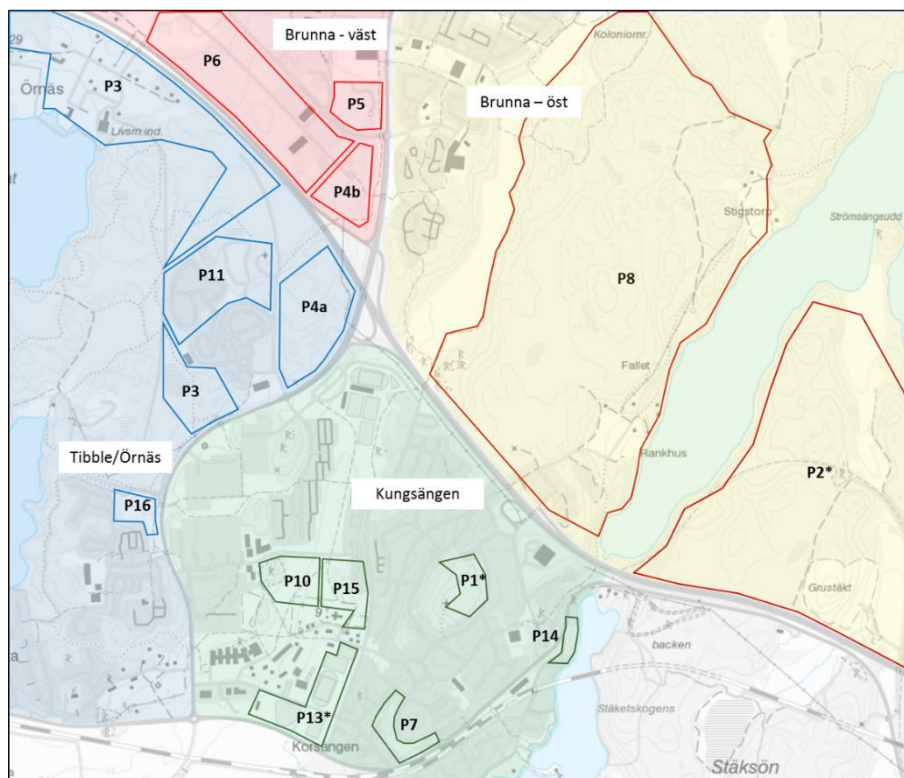 Brunna - väst
Koloniomr.
29
P6
Örnäs
P3
P5
Brunna – öst
Livsm.ind.
P4b
Stigstorp
Strömsängsudd
P11
P8
P4a
Fallet
P3
Tibble/Örnäs
Rankhus
Kungsängen
P2*
P16
P10
P15
P1*
Grustäkt
P14
backen
P13*
P7
Stäketskogens
Korsängen
Stäksön